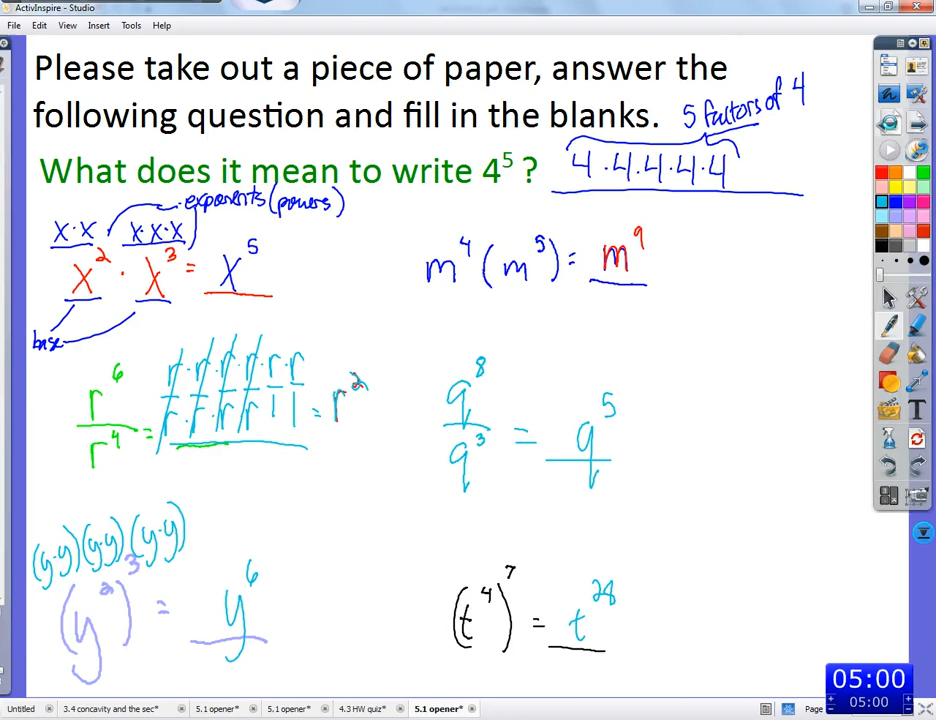 ActivInspire - Studio
File Edit View Insert Tools Help
Please take out a piece of paper, answer the
following question and fill in the blanks.
5 factors of 4
What does it mean to write 4⁵ ?
4·4·4·4·4
exponents (powers)
x·x x·x·x
x² · x³ = x⁵
m⁴(m⁵) = m⁹
base
r·r·r·r·r·r
r⁶/r⁴ = r·r·r·r 1 1 = r²
q⁸/q³ = q⁵
(y·y)(y·y)(y·y)
(y²)³ = y⁶
(t⁴)⁷ = t²⁸
05:00
05:00
Untitled 3.4 concavity and the sec* 5.1 opener* 5.1 opener* 4.3 HW quiz* 5.1 opener* Page